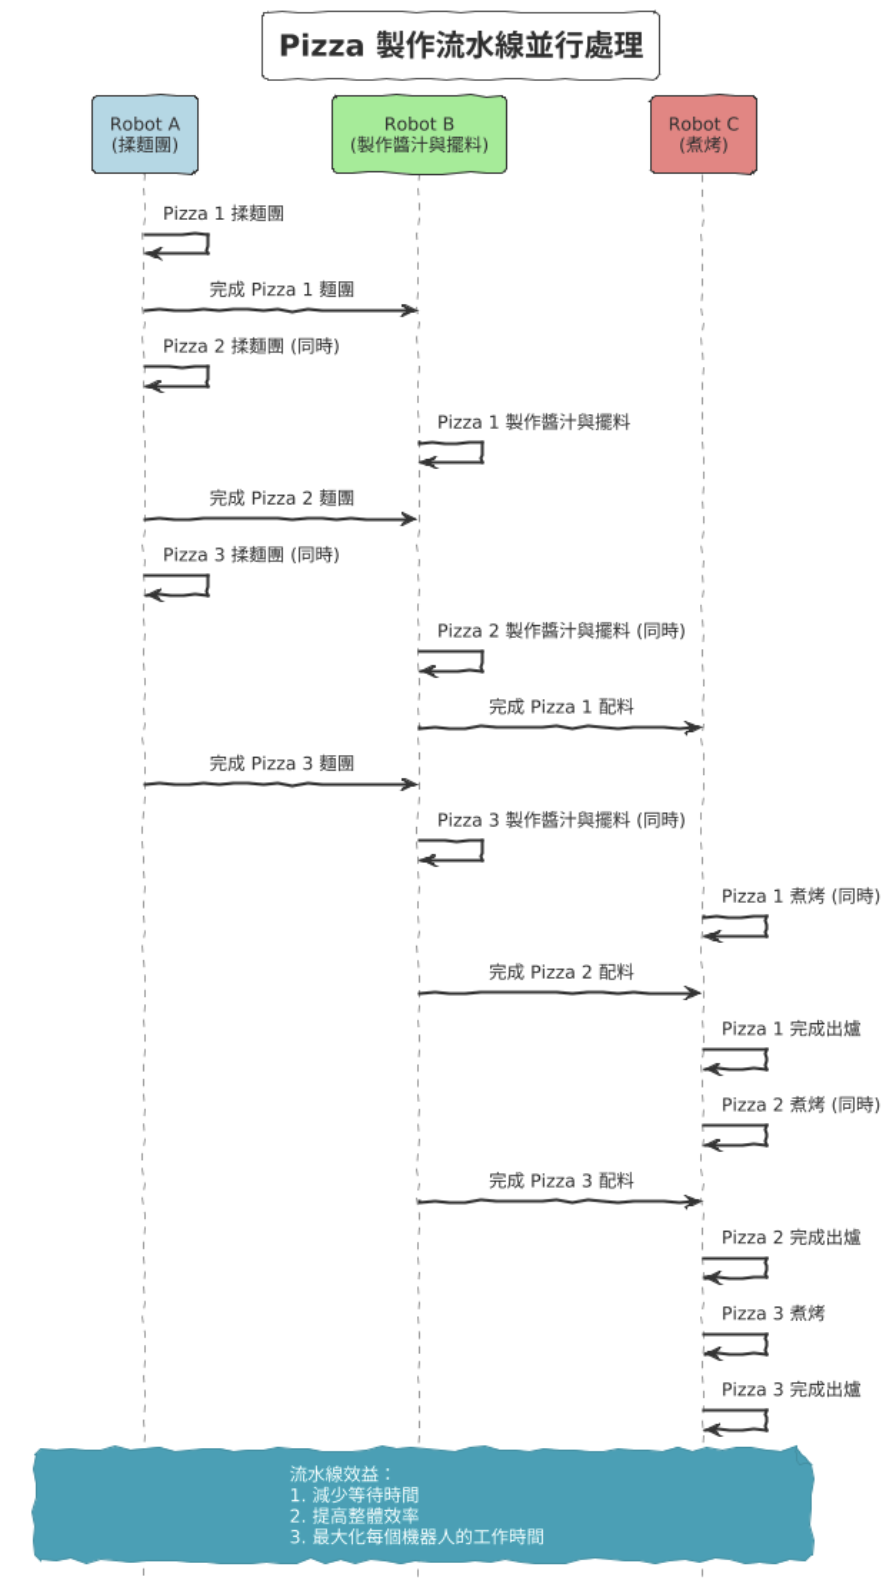 Pizza 製作流水線並行處理
Robot A
(揉麵團)
Robot B
(製作醬汁與擺料)
Robot C
(煮烤)
Pizza 1 揉麵團
完成 Pizza 1 麵團
Pizza 2 揉麵團 (同時)
Pizza 1 製作醬汁與擺料
完成 Pizza 2 麵團
Pizza 3 揉麵團 (同時)
Pizza 2 製作醬汁與擺料 (同時)
完成 Pizza 1 配料
完成 Pizza 3 麵團
Pizza 3 製作醬汁與擺料 (同時)
Pizza 1 煮烤 (同時)
完成 Pizza 2 配料
Pizza 1 完成出爐
Pizza 2 煮烤 (同時)
完成 Pizza 3 配料
Pizza 2 完成出爐
Pizza 3 煮烤
Pizza 3 完成出爐
流水線效益：
1. 減少等待時間
2. 提高整體效率
3. 最大化每個機器人的工作時間